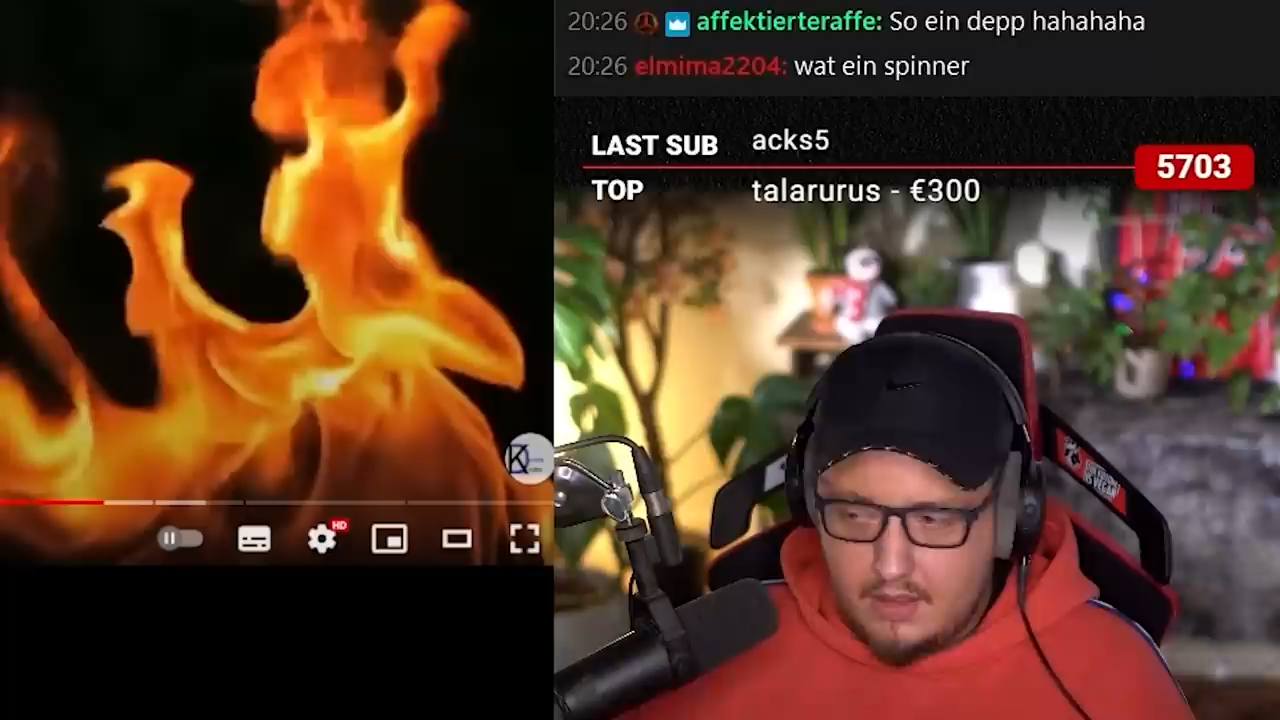 20:26 affektierteraffe: So ein depp hahahaha
20:26 elmima2204: wat ein spinner
LAST SUB acks5
5703
TOP talarurus - €300
HD